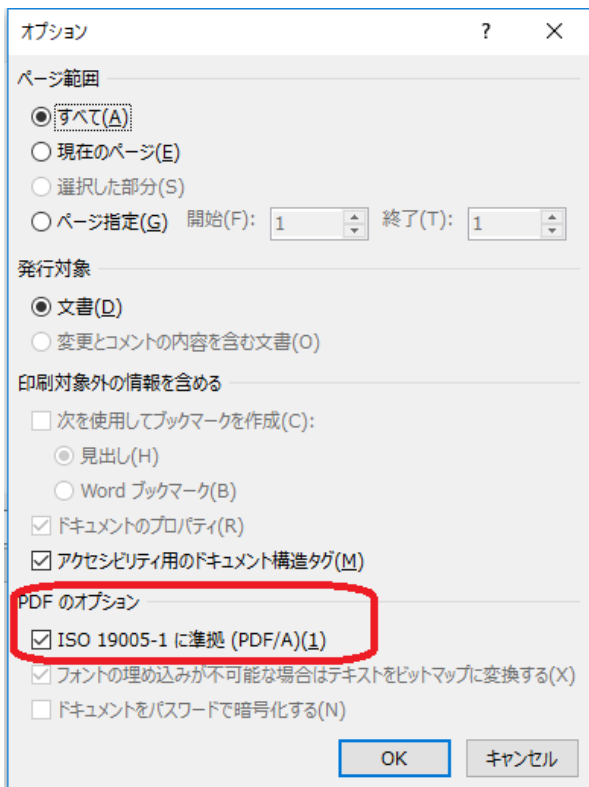 オプション ? ×
ページ範囲
すべて(A)
現在のページ(E)
選択した部分(S)
ページ指定(G) 開始(F): 1 終了(T): 1
発行対象
文書(D)
変更とコメントの内容を含む文書(O)
印刷対象外の情報を含める
次を使用してブックマークを作成(C):
見出し(H)
Word ブックマーク(B)
ドキュメントのプロパティ(R)
アクセシビリティ用のドキュメント構造タグ(M)
PDF のオプション
ISO 19005-1 に準拠 (PDF/A)(1)
フォントの埋め込みが不可能な場合はテキストをビットマップに変換する(X)
ドキュメントをパスワードで暗号化する(N)
OK キャンセル